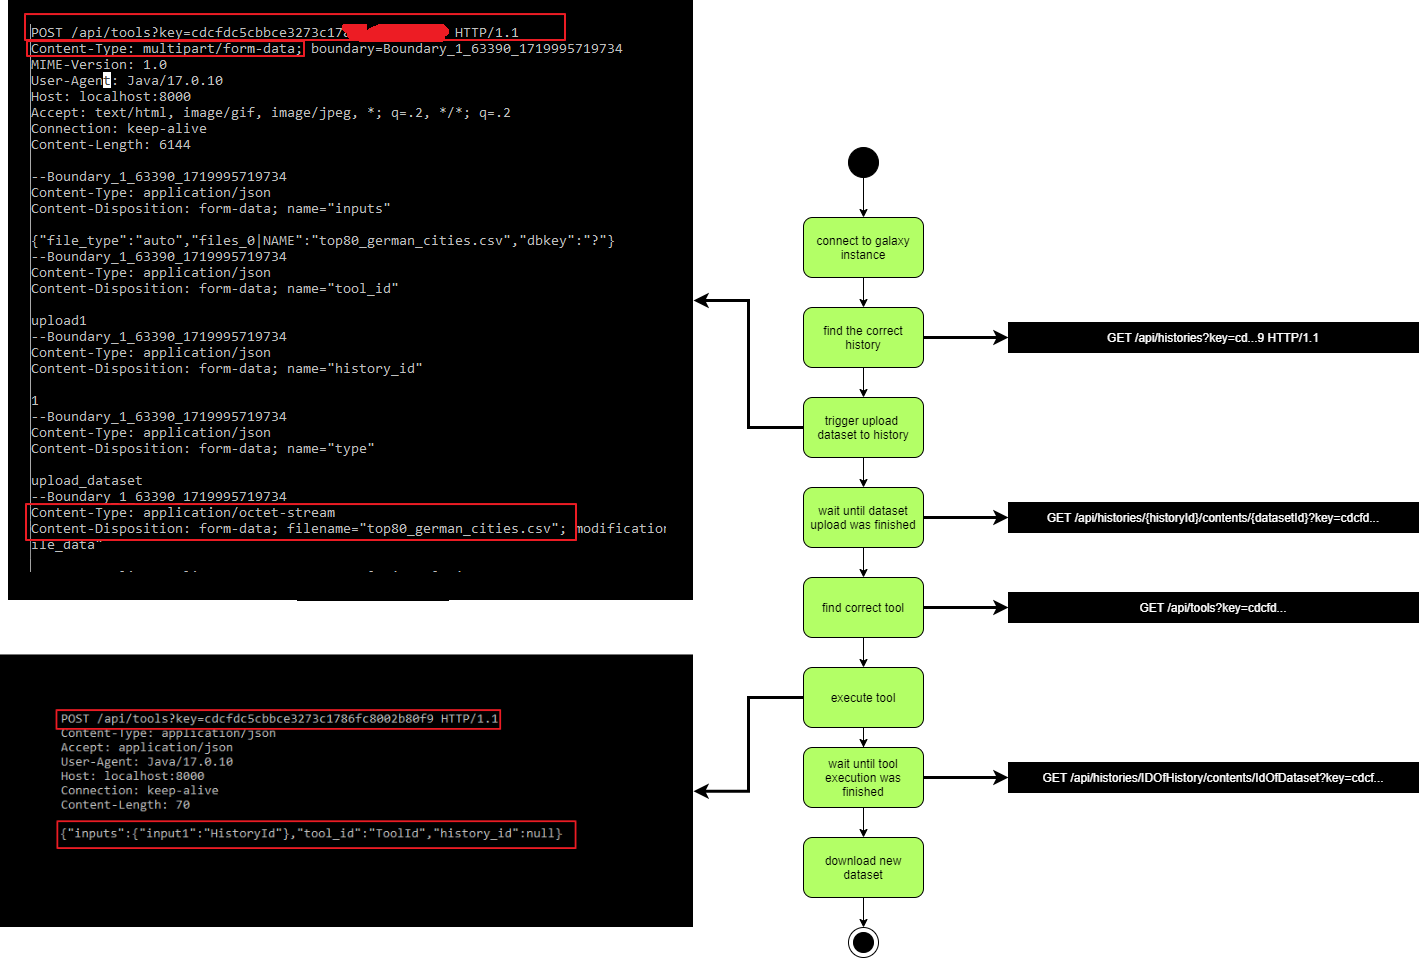 POST /api/tools?key=cdcfdc5cbbce3273c178 HTTP/1.1
Content-Type: multipart/form-data; boundary=Boundary_1_63390_1719995719734
MIME-Version: 1.0
User-Agent: Java/17.0.10
Host: localhost:8000
Accept: text/html, image/gif, image/jpeg, *; q=.2, */*; q=.2
Connection: keep-alive
Content-Length: 6144
--Boundary_1_63390_1719995719734
Content-Type: application/json
Content-Disposition: form-data; name="inputs"
{"file_type":"auto","files_0|NAME":"top80_german_cities.csv","dbkey":"?"}
--Boundary_1_63390_1719995719734
Content-Type: application/json
Content-Disposition: form-data; name="tool_id"
upload1
--Boundary_1_63390_1719995719734
Content-Type: application/json
Content-Disposition: form-data; name="history_id"
1
--Boundary_1_63390_1719995719734
Content-Type: application/json
Content-Disposition: form-data; name="type"
upload_dataset
--Boundary_1_63390_1719995719734
Content-Type: application/octet-stream
Content-Disposition: form-data; filename="top80_german_cities.csv"; modification
ile_data"
POST /api/tools?key=cdcfdc5cbbce3273c1786fc8002b80f9 HTTP/1.1
Content-Type: application/json
Accept: application/json
User-Agent: Java/17.0.10
Host: localhost:8000
Connection: keep-alive
Content-Length: 70
{"inputs":{"input1":"HistoryId"},"tool_id":"ToolId","history_id":null}
connect to galaxy
instance
find the correct
history
GET /api/histories?key=cd...9 HTTP/1.1
trigger upload
dataset to history
wait until dataset
upload was finished
GET /api/histories/{historyId}/contents/{datasetId}?key=cdcfd...
find correct tool
GET /api/tools?key=cdcfd...
execute tool
wait until tool
execution was
finished
GET /api/histories/IDOfHistory/contents/IdOfDataset?key=cdcf...
download new
dataset